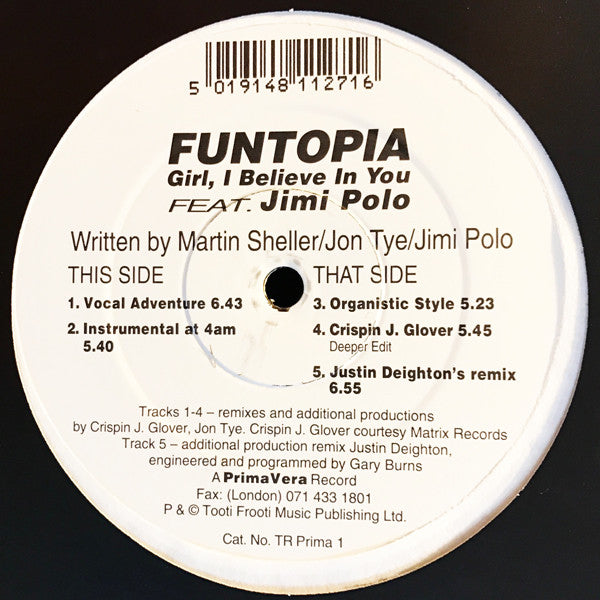 5 019148 112716
FUNTOPIA
Girl, I Believe In You
FEAT. Jimi Polo
Written by Martin Sheller/Jon Tye/Jimi Polo
THIS SIDE
1. Vocal Adventure 6.43
2. Instrumental at 4am
5.40
THAT SIDE
3. Organistic Style 5.23
4. Crispin J. Glover 5.45
Deeper Edit
5. Justin Deighton's remix
6.55
Tracks 1-4 – remixes and additional productions
by Crispin J. Glover, Jon Tye. Crispin J. Glover courtesy Matrix Records
Track 5 – additional production remix Justin Deighton,
engineered and programmed by Gary Burns
A PrimaVera Record
Fax: (London) 071 433 1801
P & © Tooti Frooti Music Publishing Ltd.
Cat. No. TR Prima 1